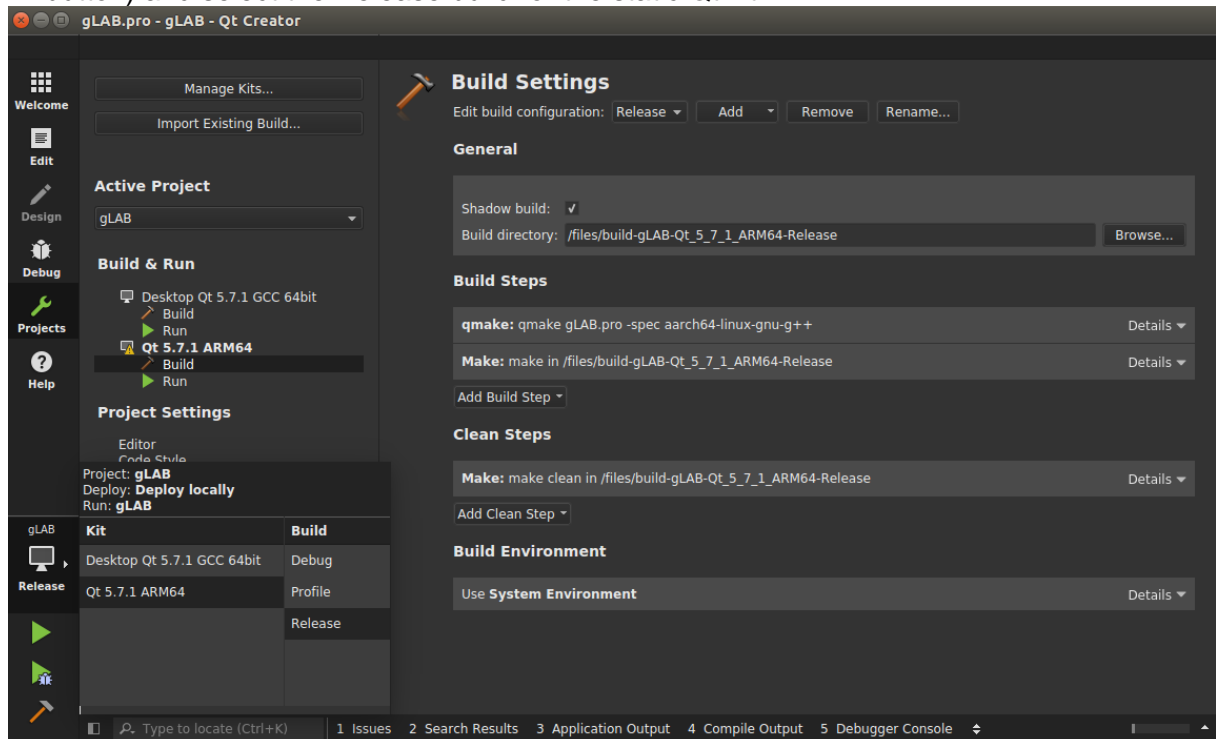 gLAB.pro - gLAB - Qt Creator
Welcome
Edit
Design
Debug
Projects
Help
Manage Kits...
Import Existing Buil...
Active Project
gLAB
Build & Run
Desktop Qt 5.7.1 GCC 64bit
Build
Run
Qt 5.7.1 ARM64
Build
Run
Project Settings
Editor
Code Style
Project: gLAB
Deploy: Deploy locally
Run: gLAB
Kit Build
Desktop Qt 5.7.1 GCC 64bit Debug
Qt 5.7.1 ARM64 Profile
Release
gLAB
Release
Build Settings
Edit build configuration: Release Add Remove Rename...
General
Shadow build:
Build directory: /files/build-gLAB-Qt_5_7_1_ARM64-Release Browse...
Build Steps
qmake: qmake gLAB.pro -spec aarch64-linux-gnu-g++ Details
Make: make in /files/build-gLAB-Qt_5_7_1_ARM64-Release Details
Add Build Step
Clean Steps
Make: make clean in /files/build-gLAB-Qt_5_7_1_ARM64-Release Details
Add Clean Step
Build Environment
Use System Environment Details
Type to locate (Ctrl+K) 1 Issues 2 Search Results 3 Application Output 4 Compile Output 5 Debugger Console